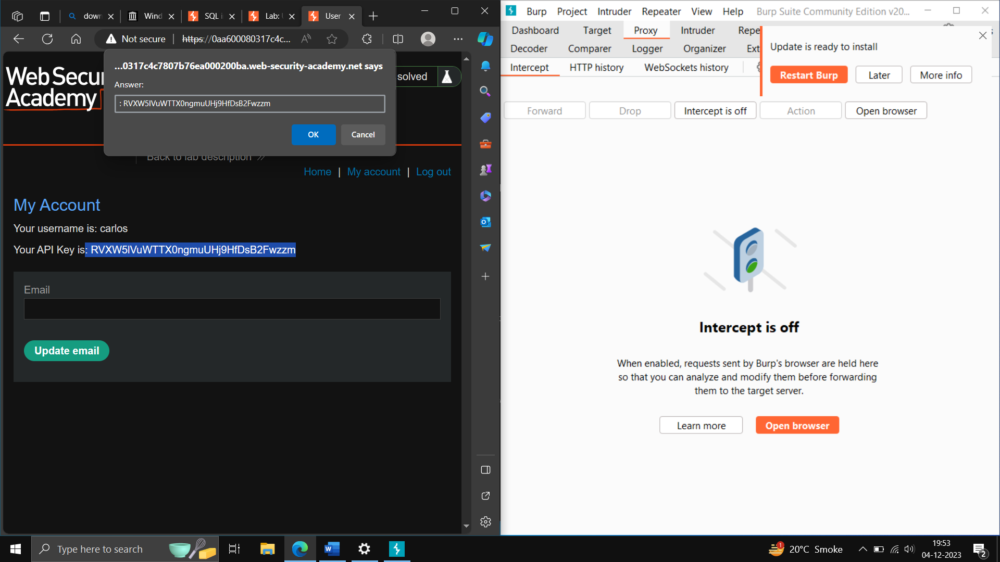 down
Wind
SQL i
Lab: U
User
Not secure
https://0aa600080317c4c...
...0317c4c7807b76ea000200ba.web-security-academy.net says
Answer:
: RVXW5lVuWTTX0ngmuUHj9HfDsB2Fwzzm
OK
Cancel
Web Secur
Academy
solved
Back to lab description
Home | My account | Log out
My Account
Your username is: carlos
Your API Key is: RVXW5lVuWTTX0ngmuUHj9HfDsB2Fwzzm
Email
Update email
Burp Project Intruder Repeater View Help Burp Suite Community Edition v20...
Dashboard Target Proxy Intruder Repe
Decoder Comparer Logger Organizer Ext
Intercept HTTP history WebSockets history
Update is ready to install
Restart Burp Later More info
Forward Drop Intercept is off Action Open browser
Intercept is off
When enabled, requests sent by Burp's browser are held here
so that you can analyze and modify them before forwarding
them to the target server.
Learn more Open browser
Type here to search
1
20°C Smoke
19:53
04-12-2023
2